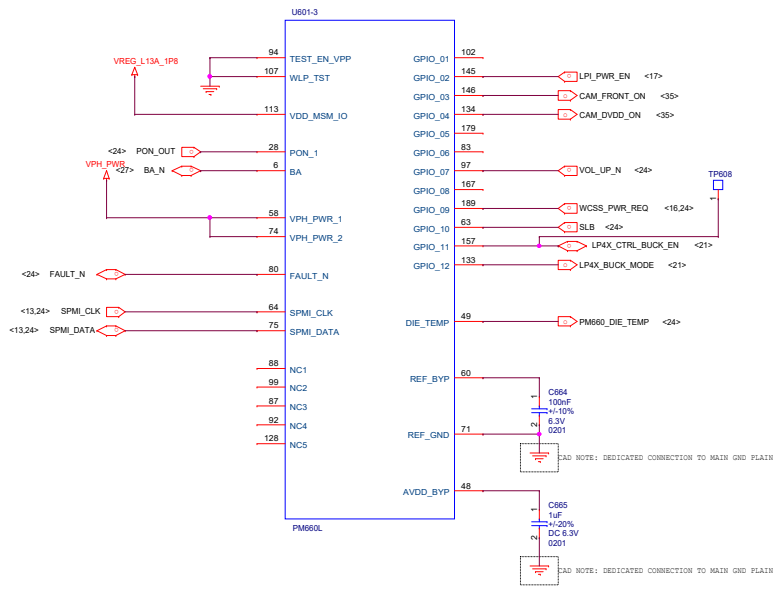 U601-3
94 TEST_EN_VPP
107 WLP_TST
VREG_L13A_1P8
113 VDD_MSM_IO
<24> PON_OUT 28 PON_1
<27> BA_N 6 BA
VPH_PWR
58 VPH_PWR_1
74 VPH_PWR_2
<24> FAULT_N 80 FAULT_N
<13,24> SPMI_CLK 64 SPMI_CLK
<13,24> SPMI_DATA 75 SPMI_DATA
88 NC1
99 NC2
87 NC3
92 NC4
128 NC5
GPIO_01 102
GPIO_02 145 LPI_PWR_EN <17>
GPIO_03 146 CAM_FRONT_ON <35>
GPIO_04 134 CAM_DVDD_ON <35>
GPIO_05 179
GPIO_06 83
GPIO_07 97 VOL_UP_N <24>
GPIO_08 167
GPIO_09 189 WCSS_PWR_REQ <16,24>
GPIO_10 63 SLB <24>
GPIO_11 157 LP4X_CTRL_BUCK_EN <21>
GPIO_12 133 LP4X_BUCK_MODE <21>
TP608
1
DIE_TEMP 49 PM660_DIE_TEMP <24>
REF_BYP 60
1
2
C664
100nF
+/-10%
6.3V
0201
REF_GND 71
CAD NOTE: DEDICATED CONNECTION TO MAIN GND PLAIN
AVDD_BYP 48
1
2
C665
1uF
+/-20%
DC 6.3V
0201
CAD NOTE: DEDICATED CONNECTION TO MAIN GND PLAIN
PM660L